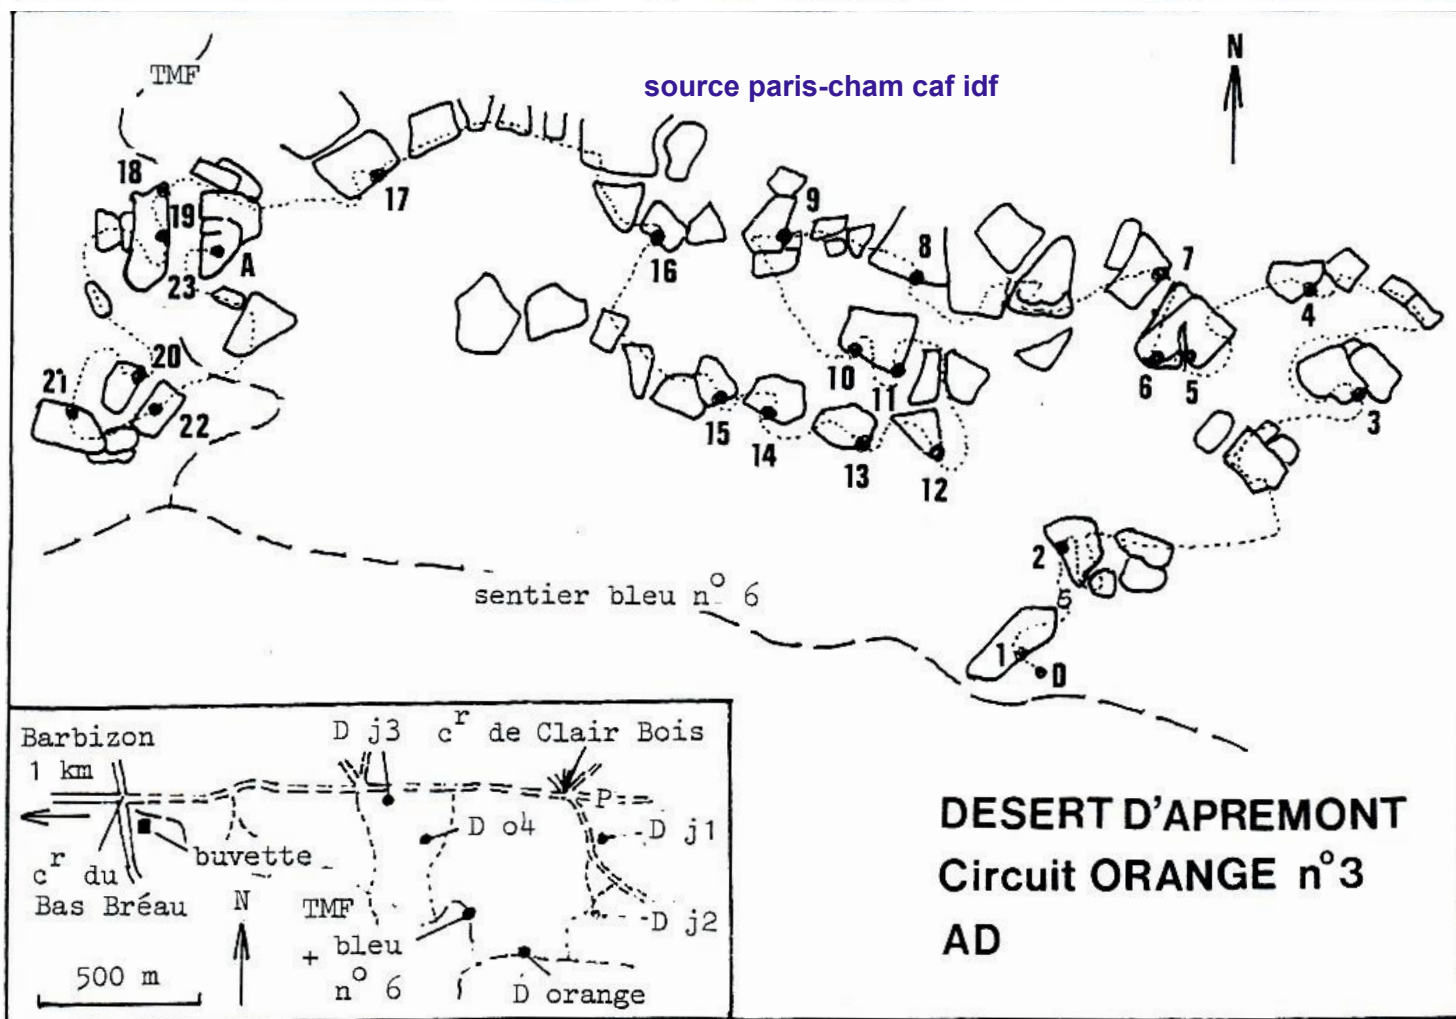 TMF
source paris-cham caf idf
N
18
19
23
A
17
16
9
8
7
4
20
21
22
10
11
6
5
3
15
14
13
12
2
sentier bleu n° 6
1
D
Barbizon
1 km
D j3
cr de Clair Bois
P
D o4
D j1
buvette
cr du
Bas Bréau
N
TMF
+ bleu
n° 6
D j2
500 m
D orange
DESERT D'APREMONT
Circuit ORANGE n°3
AD